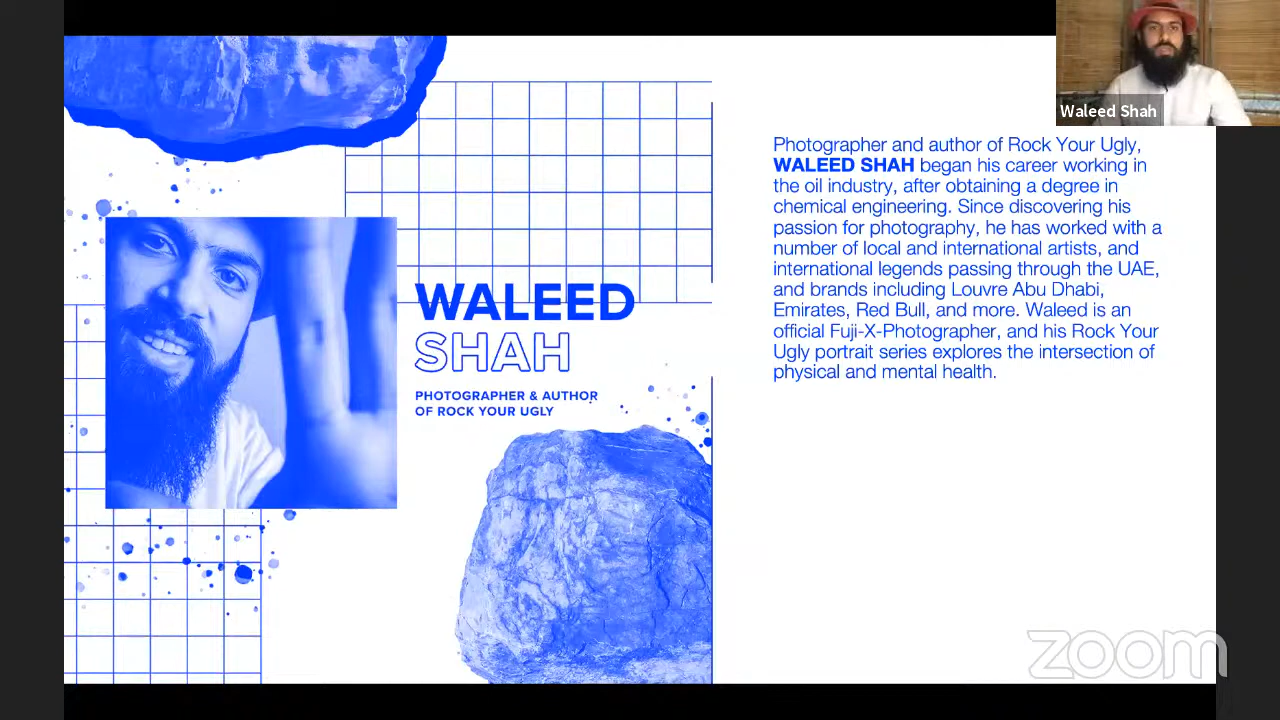 Waleed Shah
WALEED
SHAH
PHOTOGRAPHER & AUTHOR
OF ROCK YOUR UGLY
Photographer and author of Rock Your Ugly,
WALEED SHAH began his career working in
the oil industry, after obtaining a degree in
chemical engineering. Since discovering his
passion for photography, he has worked with a
number of local and international artists, and
international legends passing through the UAE,
and brands including Louvre Abu Dhabi,
Emirates, Red Bull, and more. Waleed is an
official Fuji-X-Photographer, and his Rock Your
Ugly portrait series explores the intersection of
physical and mental health.
zoom